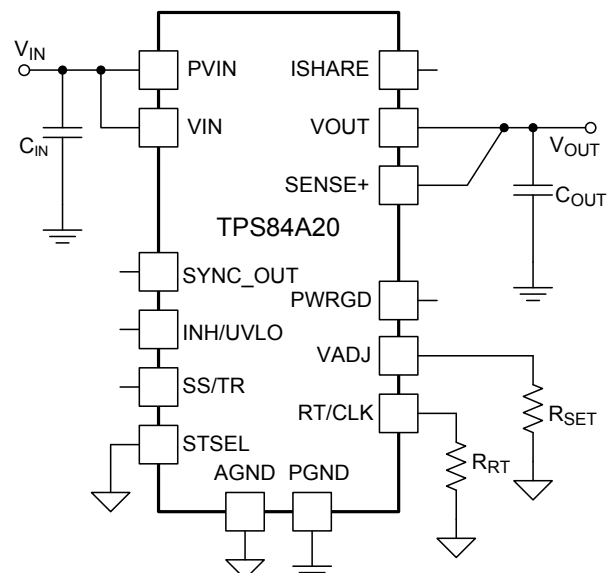 VIN
CIN
PVIN
VIN
SYNC_OUT
INH/UVLO
SS/TR
STSEL
AGND
PGND
TPS84A20
ISHARE
VOUT
SENSE+
PWRGD
VADJ
RT/CLK
VOUT
COUT
RSET
RRT